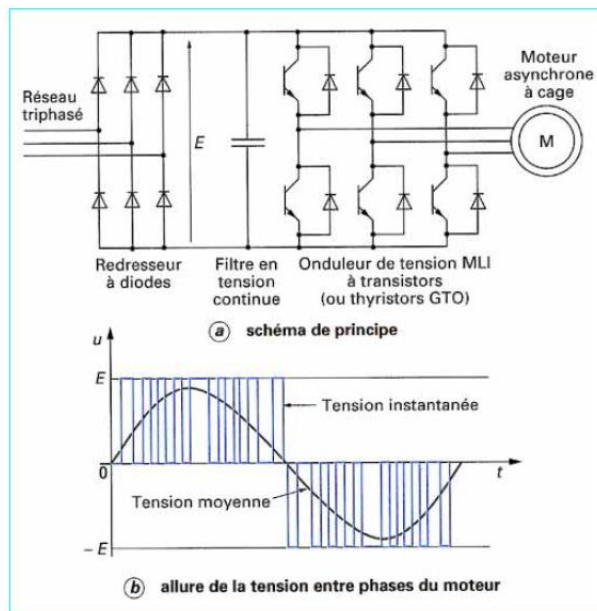 Réseau
triphasé
E
Moteur
asynchrone
à cage
M
Redresseur
à diodes
Filtre en
tension
continue
Onduleur de tension MLI
à transistors
(ou thyristors GTO)
a schéma de principe
u
E
Tension instantanée
0
t
Tension moyenne
– E
b allure de la tension entre phases du moteur